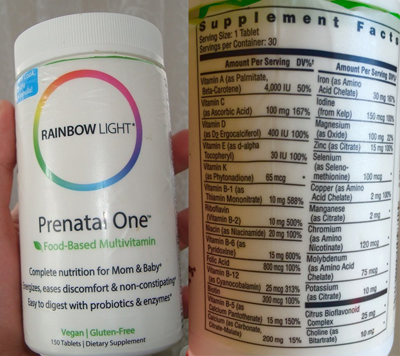 RAINBOW LIGHT®
Prenatal One™
Food-Based Multivitamin
Complete nutrition for Mom & Baby*
Energizes, eases discomfort & non-constipating*
Easy to digest with probiotics & enzymes*
Vegan | Gluten-Free
150 Tablets | Dietary Supplement
Supplement Facts
Serving Size: 1 Tablet
Servings per Container: 30
Amount Per Serving DV%¹
Vitamin A (as Palmitate,
Beta-Carotene) 4,000 IU 50%
Vitamin C
(as Ascorbic Acid) 100 mg 167%
Vitamin D
(as D2 Ergocalciferol) 400 IU 100%
Vitamin E (as d-alpha
Tocopheryl) 30 IU 100%
Vitamin K
(as Phytonadione) 65 mcg *
Vitamin B-1 (as
Thiamin Mononitrate) 10 mg 588%
Riboflavin
(Vitamin B-2) 10 mg 500%
Niacin (as Niacinamide) 20 mg 100%
Vitamin B-6 (as
Pyridoxine) 15 mg 600%
Folic Acid 800 mcg 100%
Vitamin B-12
(as Cyanocobalamin) 25 mcg 313%
Biotin 300 mcg 100%
Vitamin B-5 (as
Calcium Pantothenate) 15 mg 150%
Calcium (as Carbonate,
Citrate-Malate) 200 mg 15%
Amount Per Serving DV%
Iron (as Amino
Acid Chelate) 30 mg 167%
Iodine
(from Kelp) 150 mcg 100%
Magnesium
(as Oxide) 100 mg 22%
Zinc (as Citrate) 15 mg 100%
Selenium
(as Seleno-
methionine) 100 mcg *
Copper (as Amino
Acid Chelate) 2 mg 100%
Manganese
(as Citrate) 2 mg *
Chromium
(as Amino
Nicotinate) 120 mcg *
Molybdenum
(as Amino Acid
Chelate) 75 mcg
Potassium
(as Citrate) 10 mg
Citrus Bioflavonoid
Complex 25 mg
Choline (as
Bitartrate) 10 mg